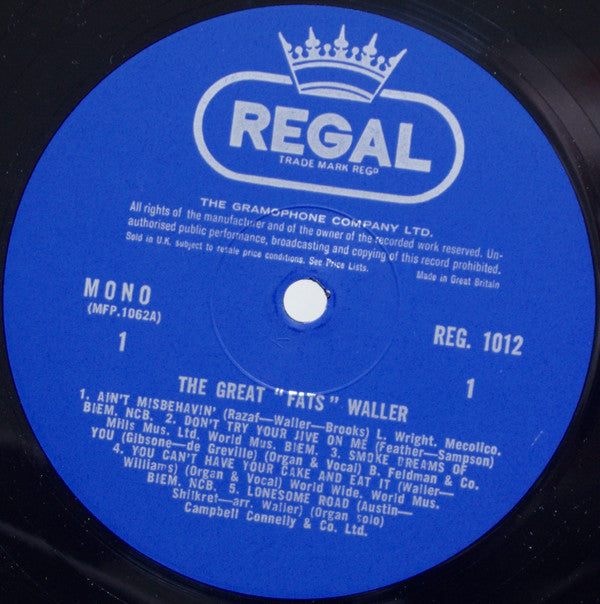 REGAL
TRADE MARK REGD
THE GRAMOPHONE COMPANY LTD.
All rights of the manufacturer and of the owner of the recorded work reserved. Un-
authorised public performance, broadcasting and copying of this record prohibited.
Sold in U.K. subject to resale price conditions. See Price Lists.
Made in Great Britain
MONO
(MFP.1062A)
1
REG. 1012
1
THE GREAT "FATS" WALLER
1. AIN'T MISBEHAVIN' (Razaf—Waller—Brooks) L. Wright. Mecolico.
BIEM. NCB. 2. DON'T TRY YOUR JIVE ON ME (Feather—Sampson)
Mills Mus. Ltd. World Mus. BIEM. 3. SMOKE DREAMS OF
YOU (Gibsone—de Greville) (Organ & Vocal) B. Feldman & Co.
4. YOU CAN'T HAVE YOUR CAKE AND EAT IT (Waller—
Williams) (Organ & Vocal) World Wide. World Mus.
BIEM. NCB. 5. LONESOME ROAD (Austin—
Shilkret—arr. Waller) (Organ solo)
Campbell Connelly & Co. Ltd.